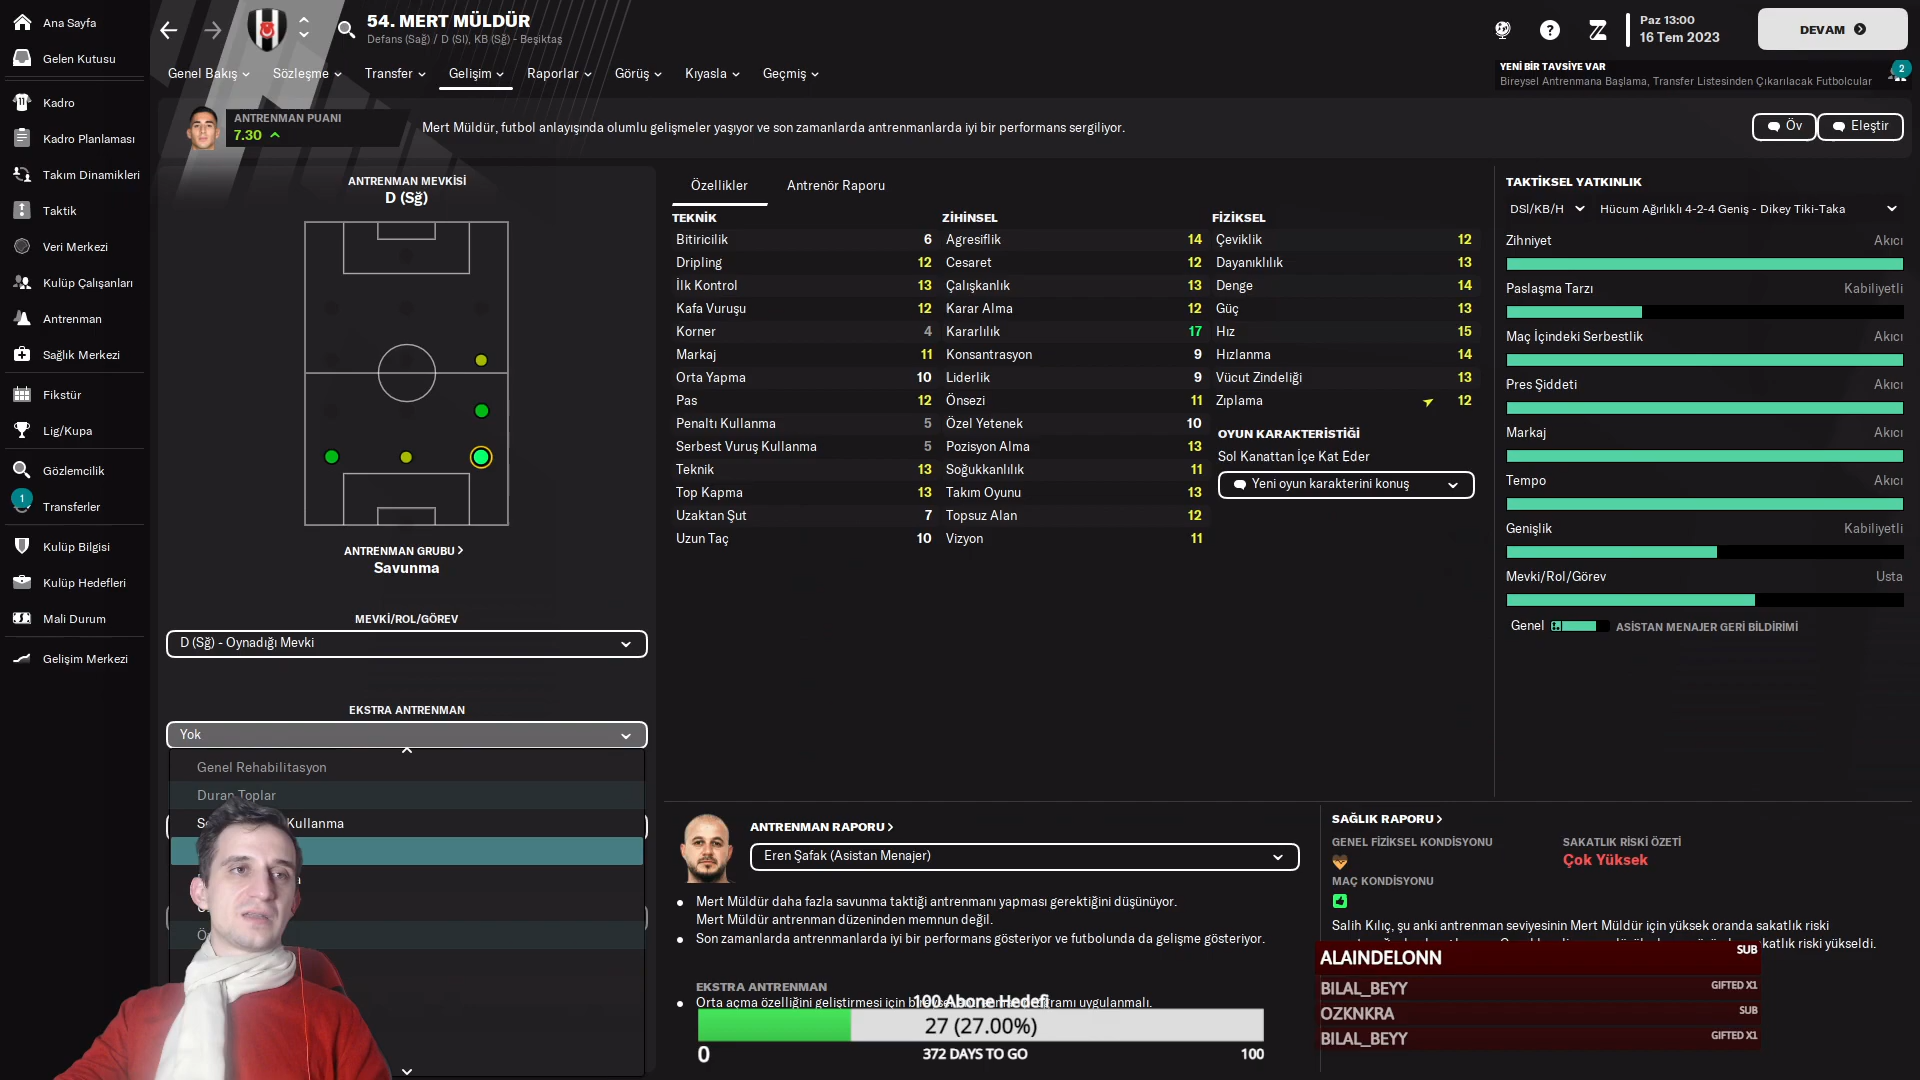 Ana Sayfa
Gelen Kutusu
Kadro
Kadro Planlaması
Takım Dinamikleri
Taktik
Veri Merkezi
Kulüp Çalışanları
Antrenman
Sağlık Merkezi
Fikstür
Lig/Kupa
Gözlemcilik
1
Transferler
Kulüp Bilgisi
Kulüp Hedefleri
Mali Durum
Gelişim Merkezi
54. MERT MÜLDÜR
Defans (Sağ) / D (Sl), KB (Sğ) - Beşiktaş
Paz 13:00
16 Tem 2023
DEVAM
Genel Bakış
Sözleşme
Transfer
Gelişim
Raporlar
Görüş
Kıyasla
Geçmiş
YENİ BİR TAVSİYE VAR
Bireysel Antrenmana Başlama, Transfer Listesinden Çıkarılacak Futbolcular
2
ANTRENMAN PUANI
7.30
Mert Müldür, futbol anlayışında olumlu gelişmeler yaşıyor ve son zamanlarda antrenmanlarda iyi bir performans sergiliyor.
Öv
Eleştir
ANTRENMAN MEVKİSİ
D (Sğ)
ANTRENMAN GRUBU
Savunma
MEVKİ/ROL/GÖREV
D (Sğ) - Oynadığı Mevki
EKSTRA ANTRENMAN
Yok
Genel Rehabilitasyon
Duran Toplar
Kullanma
Özellikler
Antrenör Raporu
TEKNİK
Bitiricilik 6
Dripling 12
İlk Kontrol 13
Kafa Vuruşu 12
Korner 4
Markaj 11
Orta Yapma 10
Pas 12
Penaltı Kullanma 5
Serbest Vuruş Kullanma 5
Teknik 13
Top Kapma 13
Uzaktan Şut 7
Uzun Taç 10
ZİHİNSEL
Agresiflik 14
Cesaret 12
Çalışkanlık 13
Karar Alma 12
Kararlılık 17
Konsantrasyon 9
Liderlik 9
Önsezi 11
Özel Yetenek 10
Pozisyon Alma 13
Soğukkanlılık 11
Takım Oyunu 13
Topsuz Alan 12
Vizyon 11
FİZİKSEL
Çeviklik 12
Dayanıklılık 13
Denge 14
Güç 13
Hız 15
Hızlanma 14
Vücut Zindeliği 13
Zıplama 12
OYUN KARAKTERİSTİĞİ
Sol Kanattan İçe Kat Eder
Yeni oyun karakterini konuş
TAKTİKSEL YATKINLIK
DSl/KB/H
Hücum Ağırlıklı 4-2-4 Geniş - Dikey Tiki-Taka
Zihniyet Akıcı
Paslaşma Tarzı Kabiliyetli
Maç İçindeki Serbestlik Akıcı
Pres Şiddeti Akıcı
Markaj Akıcı
Tempo Akıcı
Genişlik Kabiliyetli
Mevki/Rol/Görev Usta
Genel
ASİSTAN MENAJER GERİ BİLDİRİMİ
ANTRENMAN RAPORU
Eren Şafak (Asistan Menajer)
Mert Müldür daha fazla savunma taktiği antrenmanı yapması gerektiğini düşünüyor.
Mert Müldür antrenman düzeninden memnun değil.
Son zamanlarda antrenmanlarda iyi bir performans gösteriyor ve futbolunda da gelişme gösteriyor.
EKSTRA ANTRENMAN
Orta açma özelliğini geliştirmesi için programı uygulanmalı.
100 Abone Hedefi
27 (27.00%)
0
372 DAYS TO GO
100
SAĞLIK RAPORU
GENEL FİZİKSEL KONDİSYONU
SAKATLIK RİSKİ ÖZETİ
Çok Yüksek
MAÇ KONDİSYONU
Salih Kılıç, şu anki antrenman seviyesinin Mert Müldür için yüksek oranda sakatlık riski
sakatlık riski yükseldi.
ALAINDELONN SUB
BILAL_BEYY GIFTED X1
OZKNKRA SUB
BILAL_BEYY GIFTED X1